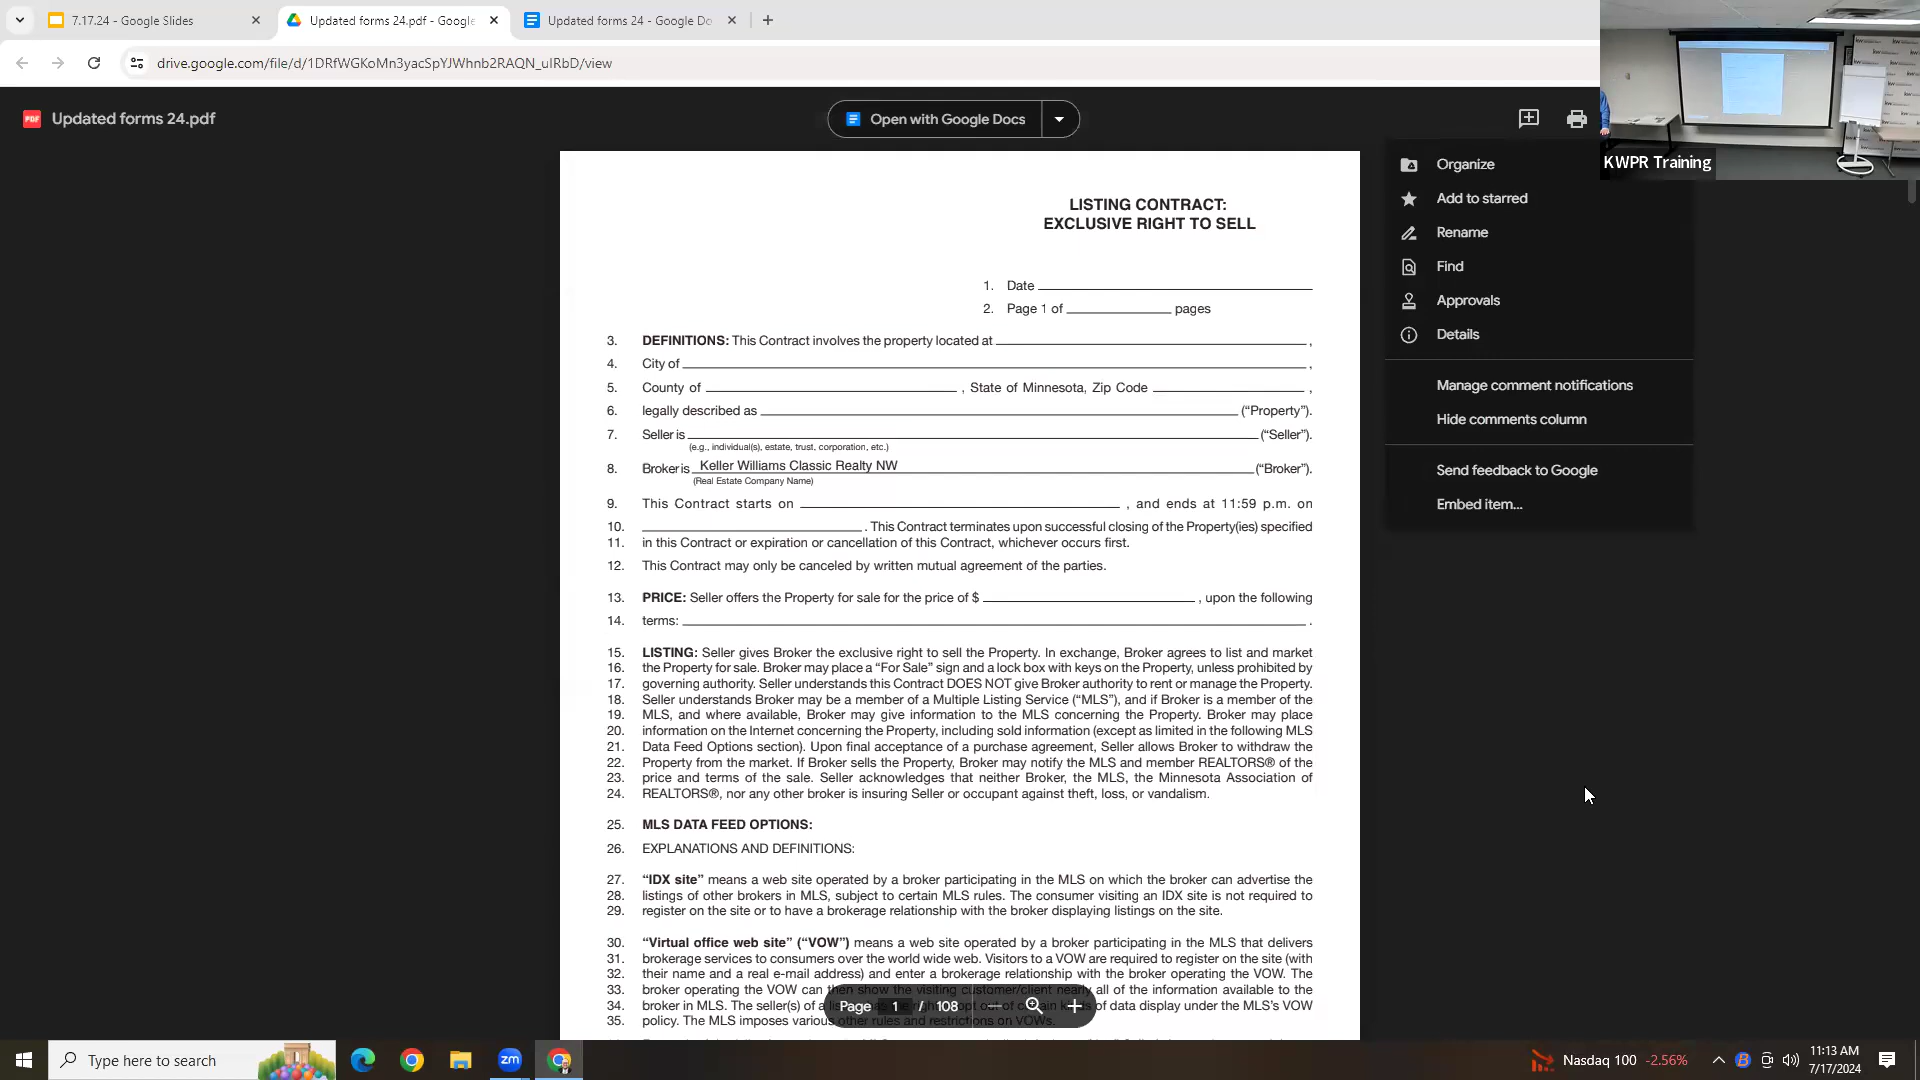 7.17.24 - Google Slides
Updated forms 24.pdf - Google
Updated forms 24 - Google Do
drive.google.com/file/d/1DRfWGKoMn3yacSpYJWhnb2RAQN_uIRbD/view
Updated forms 24.pdf
Open with Google Docs
KWPR Training
Organize
Add to starred
Rename
Find
Approvals
Details
Manage comment notifications
Hide comments column
Send feedback to Google
Embed item...
LISTING CONTRACT:
EXCLUSIVE RIGHT TO SELL
1. Date
2. Page 1 of pages
3. DEFINITIONS: This Contract involves the property located at ,
4. City of ,
5. County of , State of Minnesota, Zip Code ,
6. legally described as (“Property”).
7. Seller is (“Seller”).
(e.g., individual(s), estate, trust, corporation, etc.)
8. Broker is Keller Williams Classic Realty NW (“Broker”).
(Real Estate Company Name)
9. This Contract starts on , and ends at 11:59 p.m. on
10. . This Contract terminates upon successful closing of the Property(ies) specified
11. in this Contract or expiration or cancellation of this Contract, whichever occurs first.
12. This Contract may only be canceled by written mutual agreement of the parties.
13. PRICE: Seller offers the Property for sale for the price of $ , upon the following
14. terms: .
15. LISTING: Seller gives Broker the exclusive right to sell the Property. In exchange, Broker agrees to list and market
16. the Property for sale. Broker may place a “For Sale” sign and a lock box with keys on the Property, unless prohibited by
17. governing authority. Seller understands this Contract DOES NOT give Broker authority to rent or manage the Property.
18. Seller understands Broker may be a member of a Multiple Listing Service (“MLS”), and if Broker is a member of the
19. MLS, and where available, Broker may give information to the MLS concerning the Property. Broker may place
20. information on the Internet concerning the Property, including sold information (except as limited in the following MLS
21. Data Feed Options section). Upon final acceptance of a purchase agreement, Seller allows Broker to withdraw the
22. Property from the market. If Broker sells the Property, Broker may notify the MLS and member REALTORS® of the
23. price and terms of the sale. Seller acknowledges that neither Broker, the MLS, the Minnesota Association of
24. REALTORS®, nor any other broker is insuring Seller or occupant against theft, loss, or vandalism.
25. MLS DATA FEED OPTIONS:
26. EXPLANATIONS AND DEFINITIONS:
27. “IDX site” means a web site operated by a broker participating in the MLS on which the broker can advertise the
28. listings of other brokers in MLS, subject to certain MLS rules. The consumer visiting an IDX site is not required to
29. register on the site or to have a brokerage relationship with the broker displaying listings on the site.
30. “Virtual office web site” (“VOW”) means a web site operated by a broker participating in the MLS that delivers
31. brokerage services to consumers over the world wide web. Visitors to a VOW are required to register on the site (with
32. their name and a real e-mail address) and enter a brokerage relationship with the broker operating the VOW. The
33. broker operating the VOW can then show the visiting customer/client nearly all of the information available to the
34. broker in MLS. The seller(s) of a of data display under the MLS’s VOW
35. policy. The MLS imposes various other rules and restrictions on VOWs.
Page 1 / 108
Type here to search
Nasdaq 100 -2.56%
11:13 AM
7/17/2024